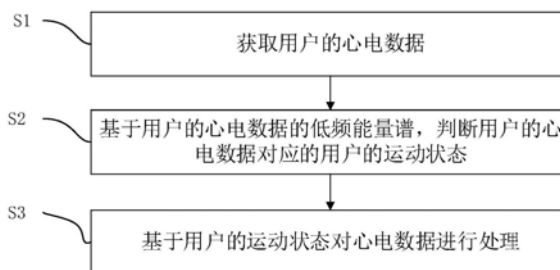 S1
获取用户的心电数据
S2
基于用户的心电数据的低频能量谱，判断用户的心
电数据对应的用户的运动状态
S3
基于用户的运动状态对心电数据进行处理